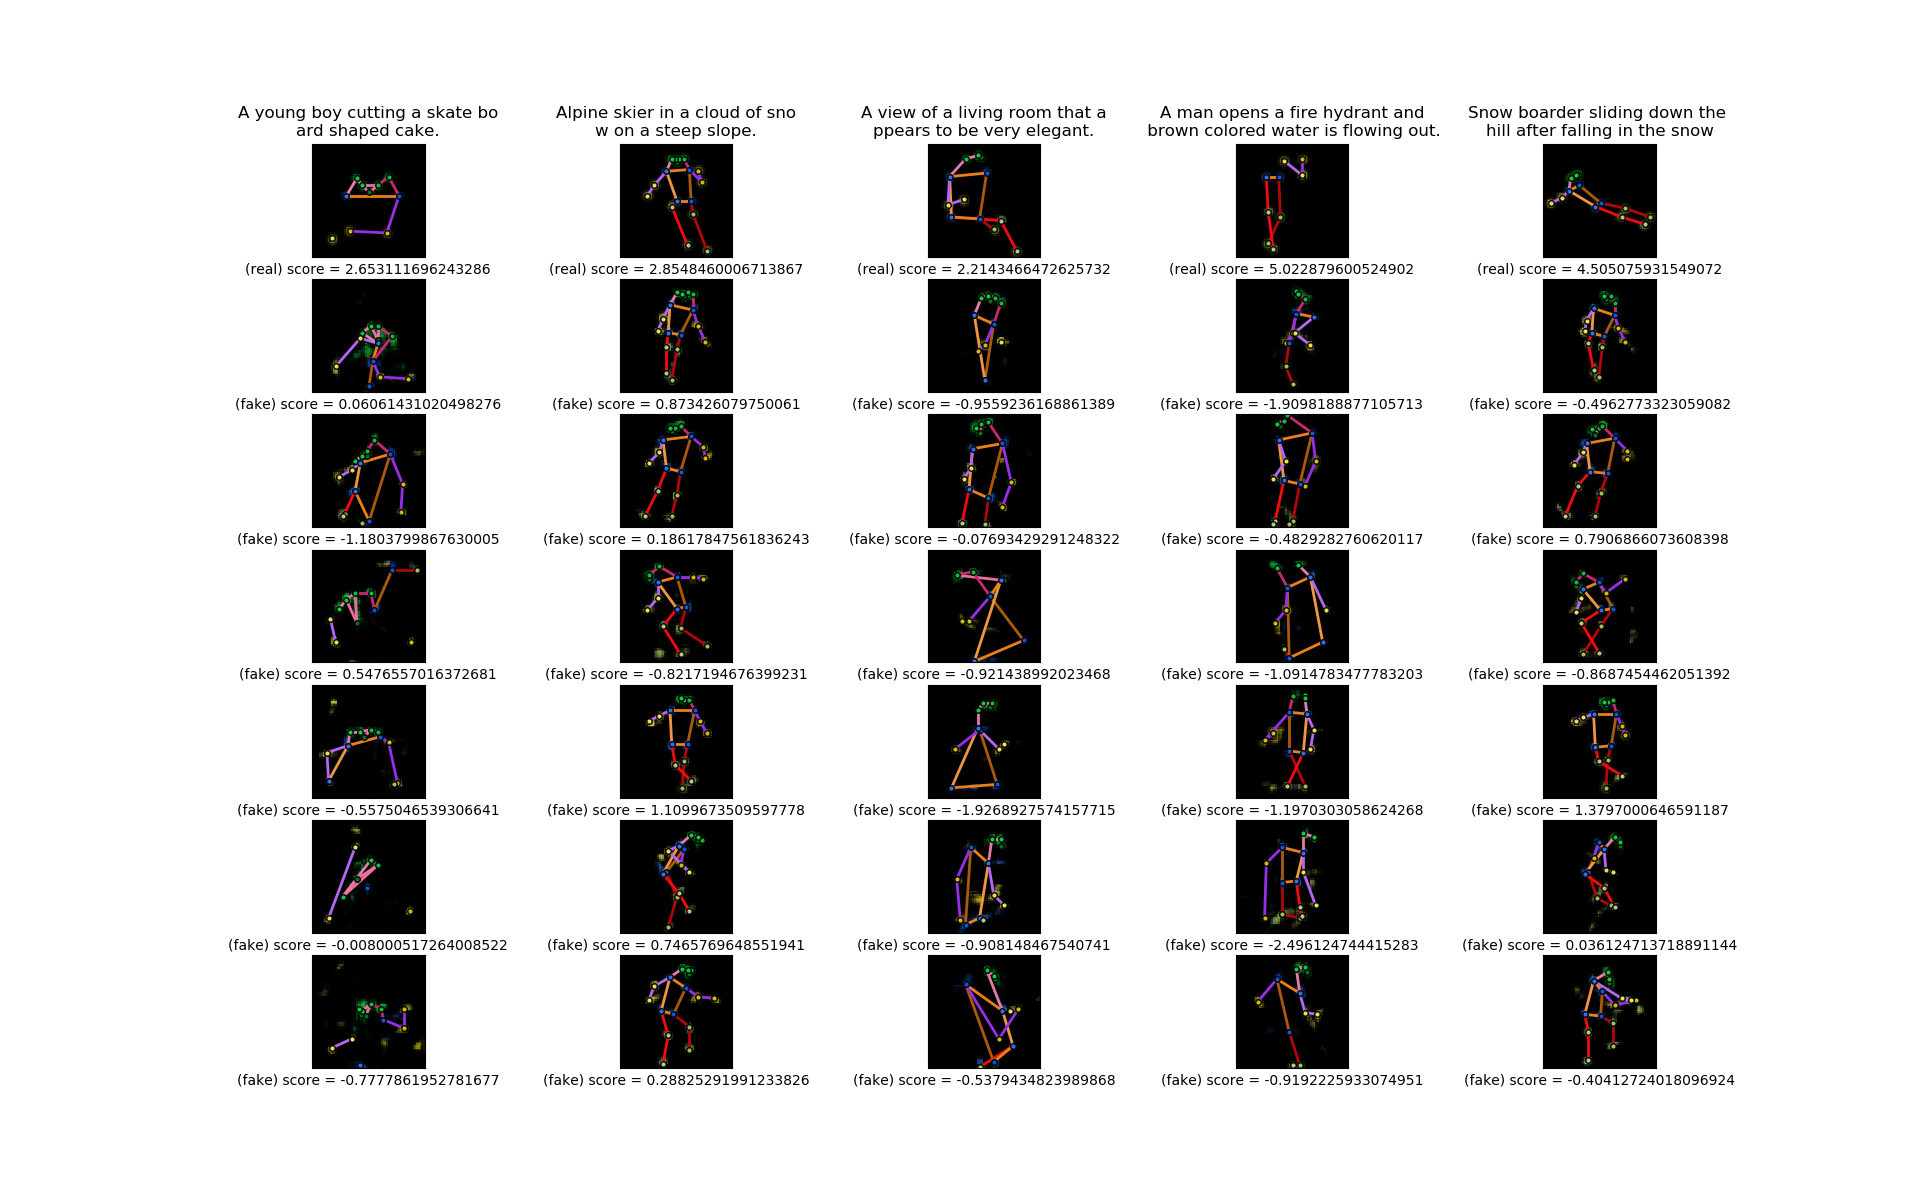 A young boy cutting a skate bo
ard shaped cake.
Alpine skier in a cloud of sno
w on a steep slope.
A view of a living room that a
ppears to be very elegant.
A man opens a fire hydrant and
brown colored water is flowing out.
Snow boarder sliding down the
hill after falling in the snow
(real) score = 2.653111696243286
(real) score = 2.85484600067138​67
(real) score = 2.2143466472625732
(real) score = 5.022879600524902
(real) score = 4.505075931549072
(fake) score = 0.06061431020498276
(fake) score = 0.873426079750061
(fake) score = -0.9559236168861389
(fake) score = -1.9098188877105713
(fake) score = -0.4962773323059082
(fake) score = -1.1803799867630005
(fake) score = 0.18617847561836243
(fake) score = -0.07693429291248322
(fake) score = -0.4829282760620117
(fake) score = 0.7906866073608398
(fake) score = 0.5476557016372681
(fake) score = -0.8217194676399231
(fake) score = -0.921438992023468
(fake) score = -1.0914783477783203
(fake) score = -0.8687454462051392
(fake) score = -0.5575046539306641
(fake) score = 1.1099673509597778
(fake) score = -1.9268927574157715
(fake) score = -1.1970303058624268
(fake) score = 1.3797000646591187
(fake) score = -0.008000517264008522
(fake) score = 0.7465769648551941
(fake) score = -0.908148467540741
(fake) score = -2.496124744415283
(fake) score = 0.036124713718891144
(fake) score = -0.7777861952781677
(fake) score = 0.28825291991233826
(fake) score = -0.5379434823989868
(fake) score = -0.9192225933074951
(fake) score = -0.40412724018096924